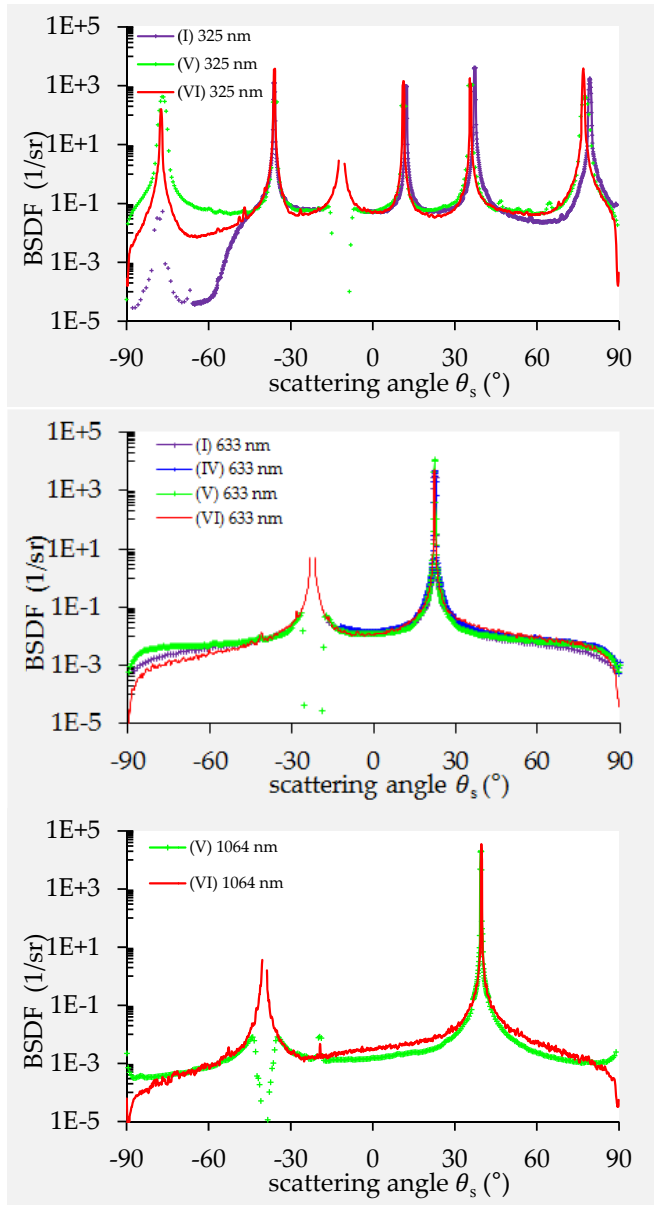 1E+5
1E+3
1E+1
1E-1
1E-3
1E-5
BSDF (1/sr)
(I) 325 nm
(V) 325 nm
(VI) 325 nm
-90 -60 -30 0 30 60 90
scattering angle θs (°)
1E+5
1E+3
1E+1
1E-1
1E-3
1E-5
BSDF (1/sr)
(I) 633 nm
(IV) 633 nm
(V) 633 nm
(VI) 633 nm
-90 -60 -30 0 30 60 90
scattering angle θs (°)
1E+5
1E+3
1E+1
1E-1
1E-3
1E-5
BSDF (1/sr)
(V) 1064 nm
(VI) 1064 nm
-90 -60 -30 0 30 60 90
scattering angle θs (°)